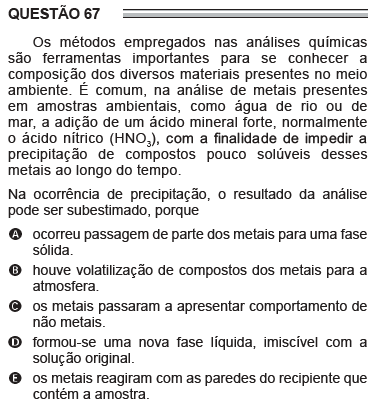 QUESTÃO 67
Os métodos empregados nas análises químicas
são ferramentas importantes para se conhecer a
composição dos diversos materiais presentes no meio
ambiente. É comum, na análise de metais presentes
em amostras ambientais, como água de rio ou de
mar, a adição de um ácido mineral forte, normalmente
o ácido nítrico (HNO₃), com a finalidade de impedir a
precipitação de compostos pouco solúveis desses
metais ao longo do tempo.
Na ocorrência de precipitação, o resultado da análise
pode ser subestimado, porque
A ocorreu passagem de parte dos metais para uma fase
sólida.
B houve volatilização de compostos dos metais para a
atmosfera.
C os metais passaram a apresentar comportamento de
não metais.
D formou-se uma nova fase líquida, imiscível com a
solução original.
E os metais reagiram com as paredes do recipiente que
contém a amostra.